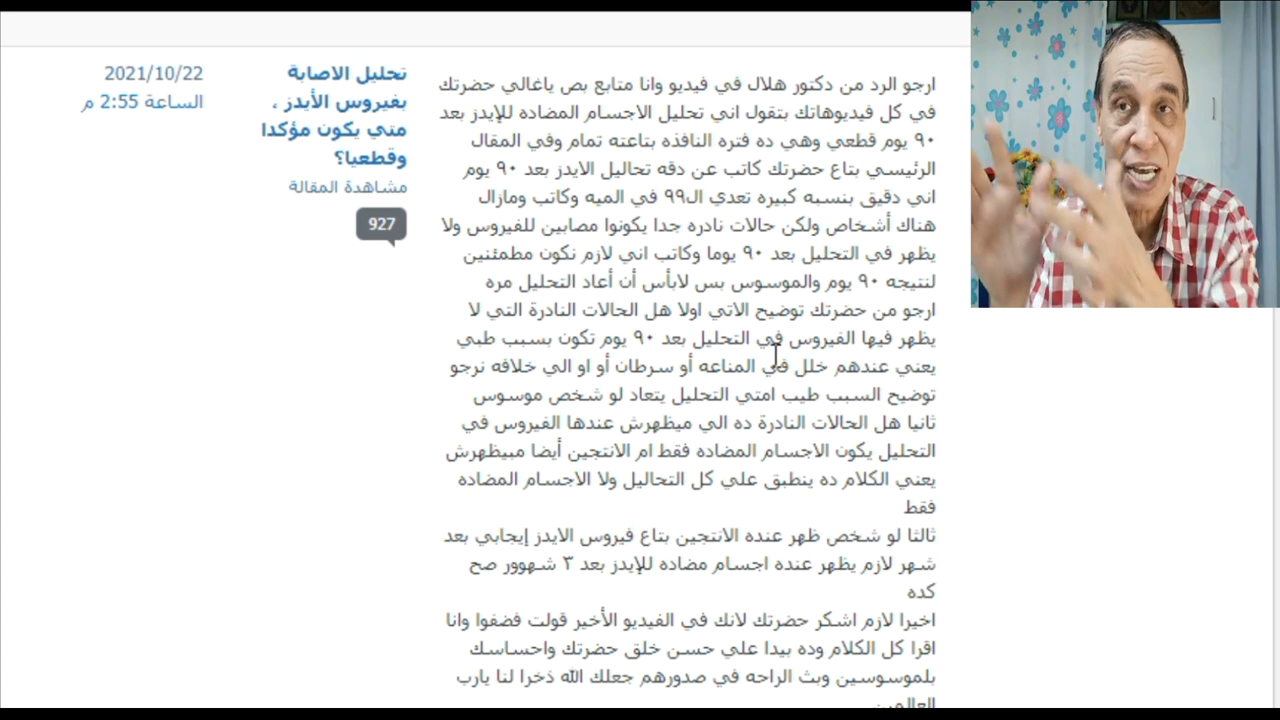 ارجو الرد من دكتور هلال في فيديو وانا متابع بص ياغالي حضرتك
في كل فيديوهاتك بتقول اني تحليل الاجسام المضاده للإيدز بعد
٩٠ يوم قطعي وهي ده فتره النافذه بتاعته تمام وفي المقال
الرئيسي بتاع حضرتك كاتب عن دقه تحاليل الايدز بعد ٩٠ يوم
اني دقيق بنسبه كبيره تعدي ال٩٩ في الميه وكاتب ومازال
هناك أشخاص ولكن حالات نادره جدا يكونوا مصابين للفيروس ولا
يظهر في التحليل بعد ٩٠ يوما وكاتب اني لازم نكون مطمئنين
لنتيجه ٩٠ يوم والموسوس بس لابأس أن أعاد التحليل مره
ارجو من حضرتك توضيح الاتي اولا هل الحالات النادرة التي لا
يظهر فيها الفيروس في التحليل بعد ٩٠ يوم تكون بسبب طبي
يعني عندهم خلل في المناعه أو سرطان أو او الي خلافه نرجو
توضيح السبب طيب امتي التحليل يتعاد لو شخص موسوس
ثانيا هل الحالات النادرة ده الي ميظهرش عندها الفيروس في
التحليل يكون الاجسام المضاده فقط ام الانتجين أيضا مبيظهرش
يعني الكلام ده ينطبق علي كل التحاليل ولا الاجسام المضاده
فقط
ثالثا لو شخص ظهر عنده الانتجين بتاع فيروس الايدز إيجابي بعد
شهر لازم يظهر عنده اجسام مضاده للإيدز بعد ٣ شهوور صح
كده
اخيرا لازم اشكر حضرتك لانك في الفيديو الأخير قولت فضفوا وانا
اقرا كل الكلام وده بيدا علي حسن خلق حضرتك واحساسك
بلموسوسين وبث الراحه في صدورهم جعلك الله ذخرا لنا يارب
العالمين
تحليل الاصابة
بفيروس الأيدز ،
متي يكون مؤكدا
وقطعيا؟
مشاهدة المقالة
927
2021/10/22
الساعة 2:55 م